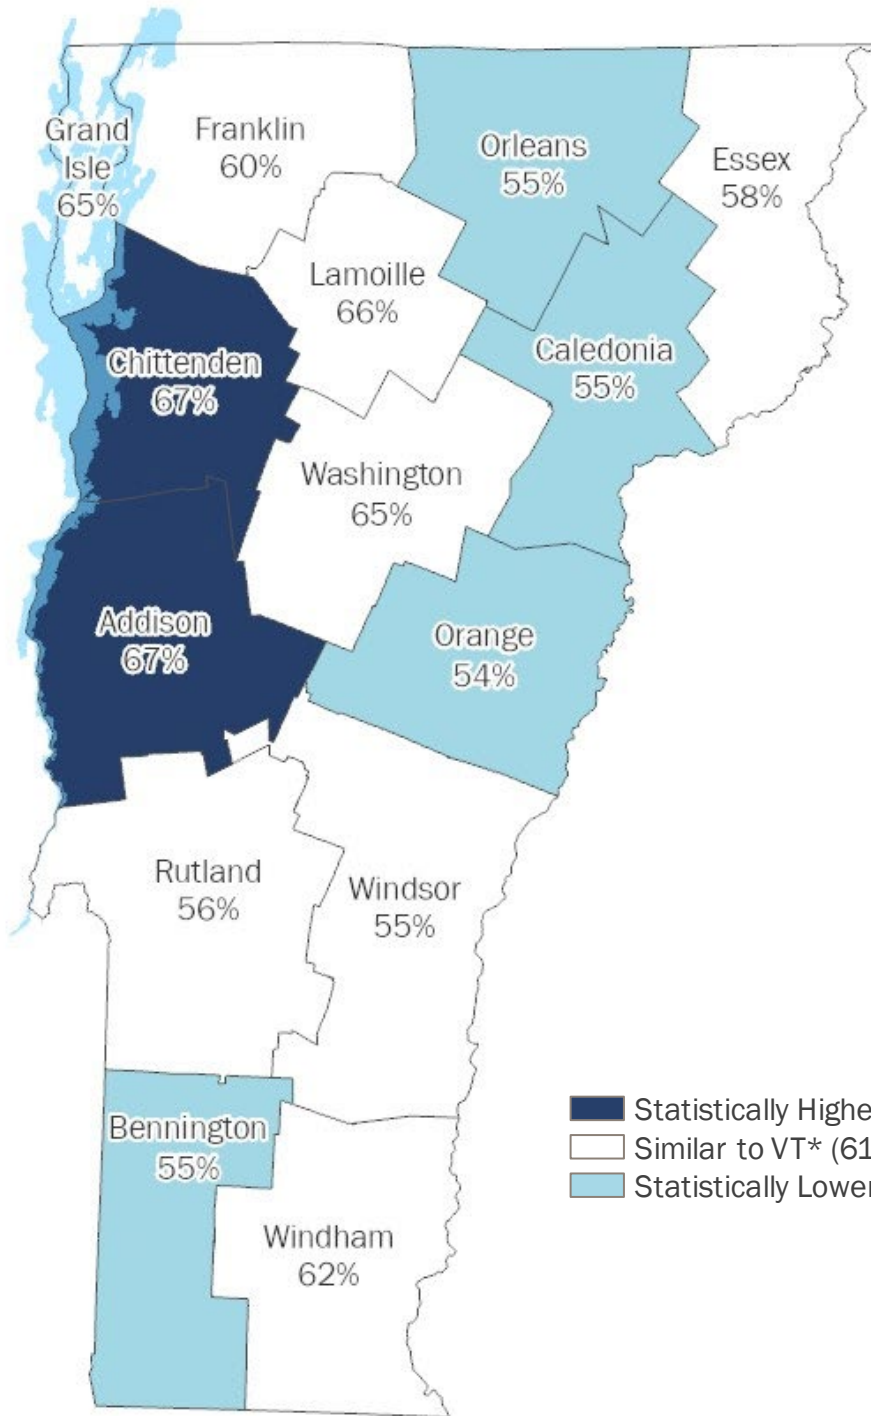 Grand
Isle
65%
Franklin
60%
Orleans
55%
Essex
58%
Lamoille
66%
Chittenden
67%
Caledonia
55%
Washington
65%
Addison
67%
Orange
54%
Rutland
56%
Windsor
55%
Bennington
55%
Windham
62%
Statistically Highe
Similar to VT* (61
Statistically Lower